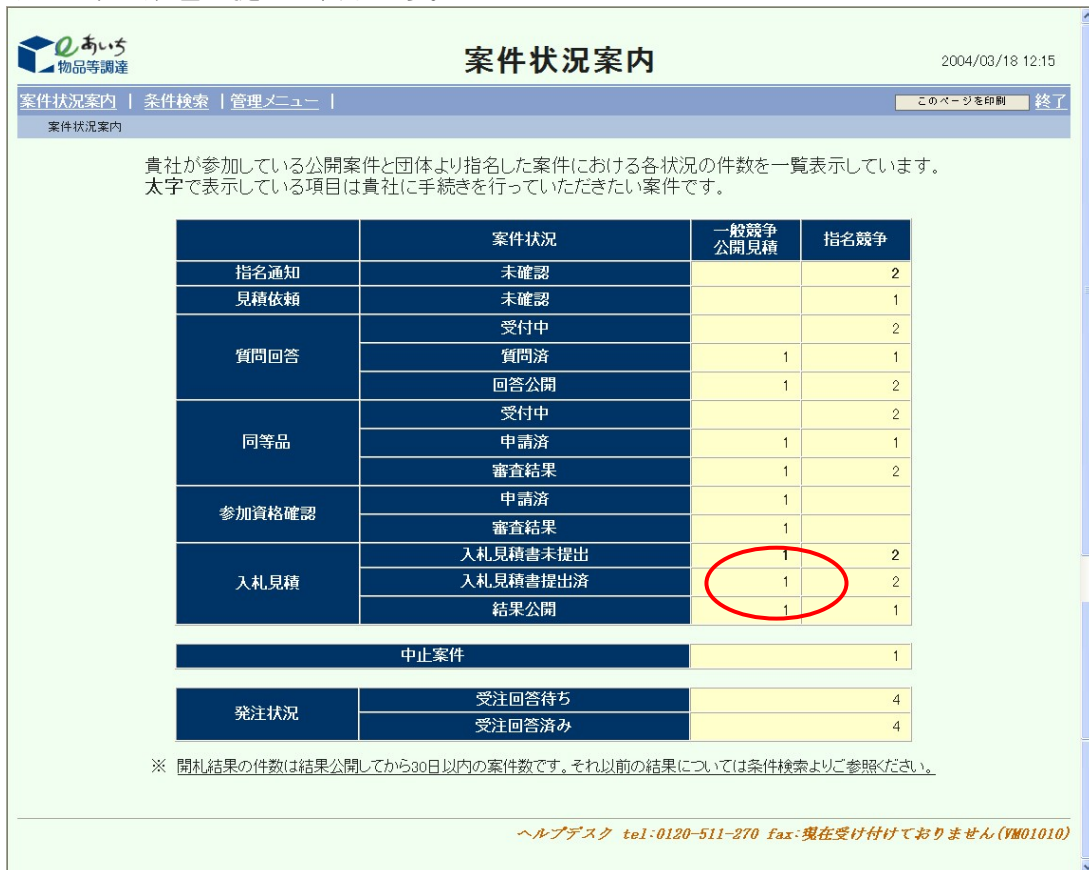 eあいち
物品等調達
案件状況案内
2004/03/18 12:15
案件状況案内 | 条件検索 | 管理メニュー |
このページを印刷 終了
案件状況案内
貴社が参加している公開案件と団体より指名した案件における各状況の件数を一覧表示しています。
太字で表示している項目は貴社に手続きを行っていただきたい案件です。
案件状況 一般競争 公開見積 指名競争
指名通知 未確認 2
見積依頼 未確認 1
質問回答 受付中 2
質問済 1 1
回答公開 1 2
同等品 受付中 2
申請済 1 1
審査結果 1 2
参加資格確認 申請済 1
審査結果 1
入札見積 入札見積書未提出 1 2
入札見積書提出済 1 2
結果公開 1 1
中止案件 1
発注状況 受注回答待ち 4
受注回答済み 4
※ 開札結果の件数は結果公開してから30日以内の案件数です。それ以前の結果については条件検索よりご参照ください。
ヘルプデスク tel:0120-511-270 fax:現在受け付けておりません(VM01010)